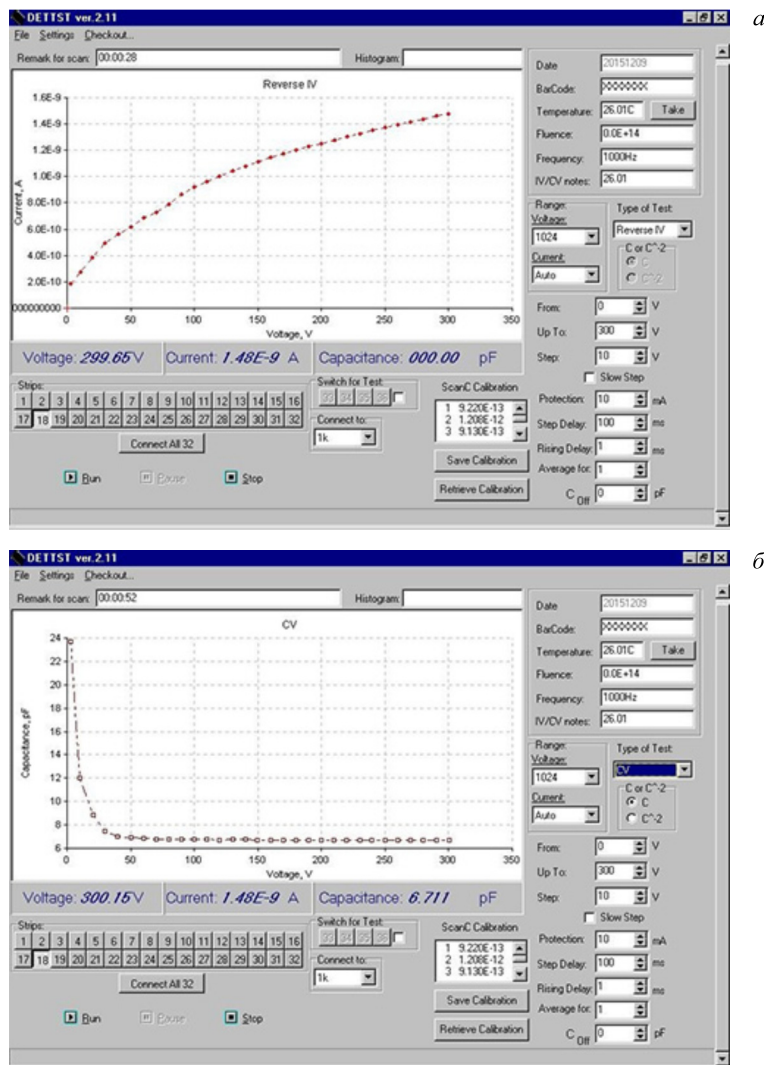 а
DETTST ver.2.11
File Settings Checkout...
Remark for scan: 00:00:28 Histogram:
Reverse IV
Current, A
1.6E-9
1.4E-9
1.2E-9
1.0E-9
8.0E-10
6.0E-10
4.0E-10
2.0E-10
000000000
0 50 100 150 200 250 300 350
Voltage, V
Voltage: 299.65 V Current: 1.48E-9 A Capacitance: 000.00 pF
Strips:
1 2 3 4 5 6 7 8 9 10 11 12 13 14 15 16
17 18 19 20 21 22 23 24 25 26 27 28 29 30 31 32
Connect All 32
Switch for Test:
33 34 35 36
Connect to:
1k
ScanC Calibration
1 9.220E-13
2 1.208E-12
3 9.130E-13
Save Calibration
Retrieve Calibration
Run Pause Stop
Date 20151209
BarCode: XXXXXXX
Temperature: 26.01C Take
Fluence: 0.0E+14
Frequency: 1000Hz
IV/CV notes: 26.01
Range:
Voltage:
1024
Current:
Auto
Type of Test:
Reverse IV
C or C^-2
C
C^-2
From: 0 V
Up To: 300 V
Step: 10 V
Slow Step
Protection: 10 mA
Step Delay: 100 ms
Rising Delay: 1 ms
Average for: 1
C Off 0 pF
б
DETTST ver.2.11
File Settings Checkout...
Remark for scan: 00:00:52 Histogram:
CV
Capacitance, pF
24
22
20
18
16
14
12
10
8
6
0 50 100 150 200 250 300 350
Voltage, V
Voltage: 300.15 V Current: 1.48E-9 A Capacitance: 6.711 pF
Strips:
1 2 3 4 5 6 7 8 9 10 11 12 13 14 15 16
17 18 19 20 21 22 23 24 25 26 27 28 29 30 31 32
Connect All 32
Switch for Test:
33 34 35 36
Connect to:
1k
ScanC Calibration
1 9.220E-13
2 1.208E-12
3 9.130E-13
Save Calibration
Retrieve Calibration
Run Pause Stop
Date 20151209
BarCode: XXXXXXX
Temperature: 26.01C Take
Fluence: 0.0E+14
Frequency: 1000Hz
IV/CV notes: 26.01
Range:
Voltage:
1024
Current:
Auto
Type of Test:
CV
C or C^-2
C
C^-2
From: 0 V
Up To: 300 V
Step: 10 V
Slow Step
Protection: 10 mA
Step Delay: 100 ms
Rising Delay: 1 ms
Average for: 1
C Off 0 pF